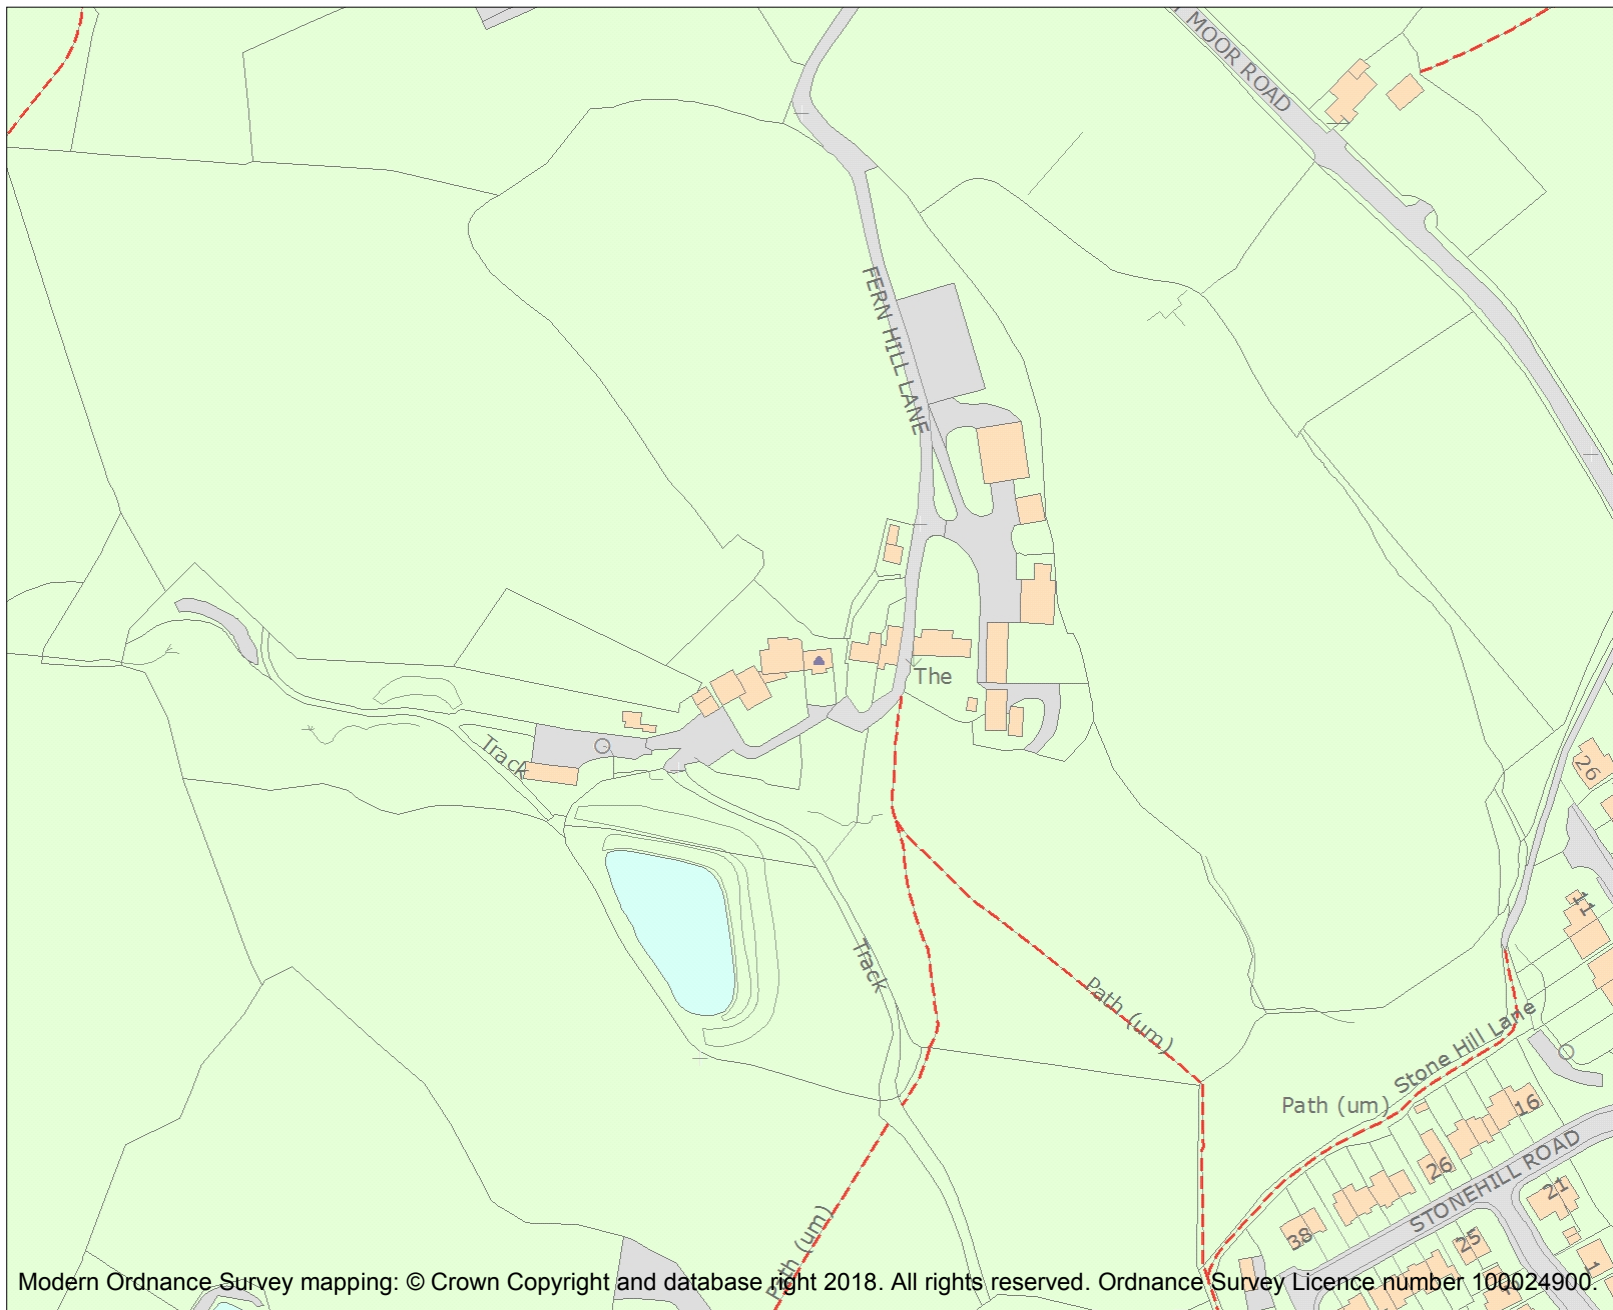 MOOR ROAD
FERN HILL LANE
The
Track
Track
Path (um)
26
11
Stone Hill Lane
Path (um)
16
26
STONEHILL ROAD
21
38
25
1
Path (um)
Modern Ordnance Survey mapping: © Crown Copyright and database right 2018. All rights reserved. Ordnance Survey Licence number 100024900.